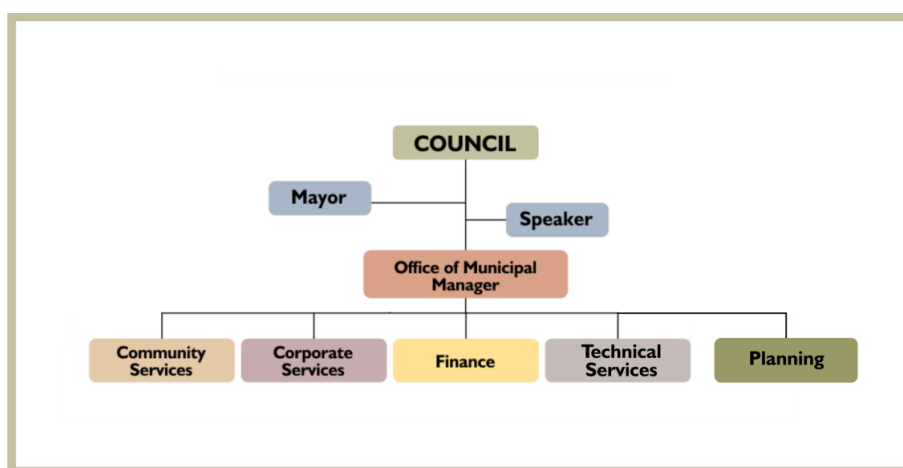 COUNCIL
Mayor
Speaker
Office of Municipal
Manager
Community
Services
Corporate
Services
Finance
Technical
Services
Planning